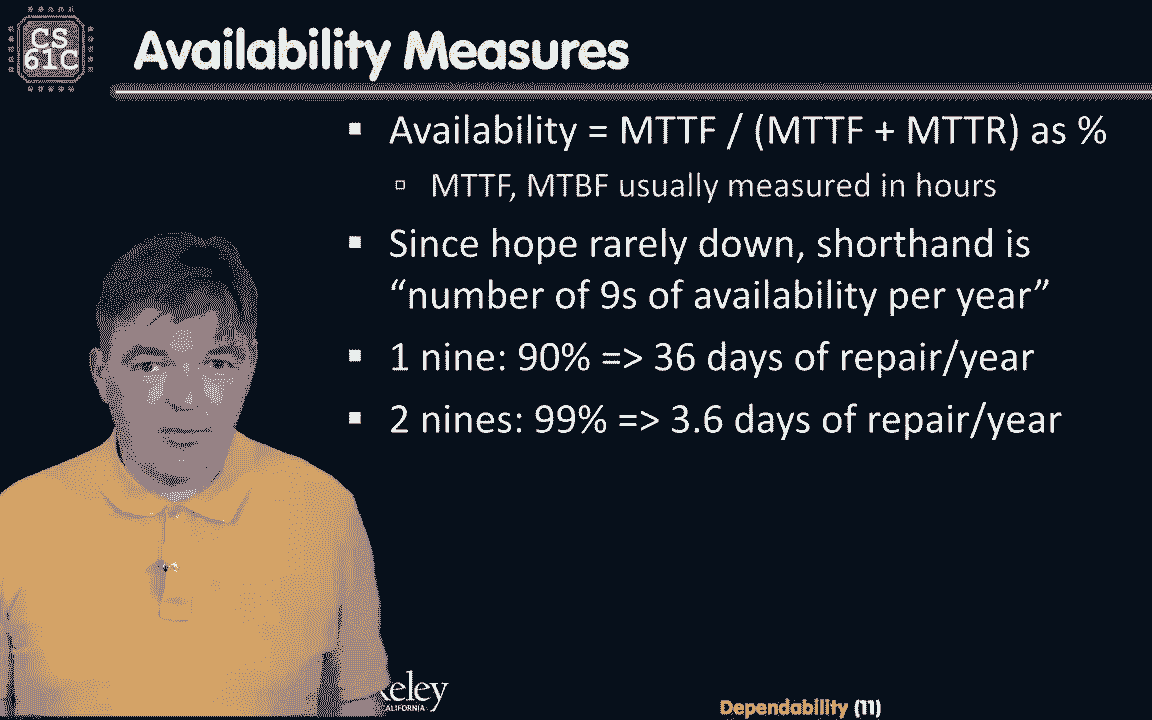 CS
61C
Availability Measures
Availability = MTTF / (MTTF + MTTR) as %
MTTF, MTBF usually measured in hours
Since hope rarely down, shorthand is
“number of 9s of availability per year”
1 nine: 90% => 36 days of repair/year
2 nines: 99% => 3.6 days of repair/year
keley
CALIFORNIA
Dependability (11)